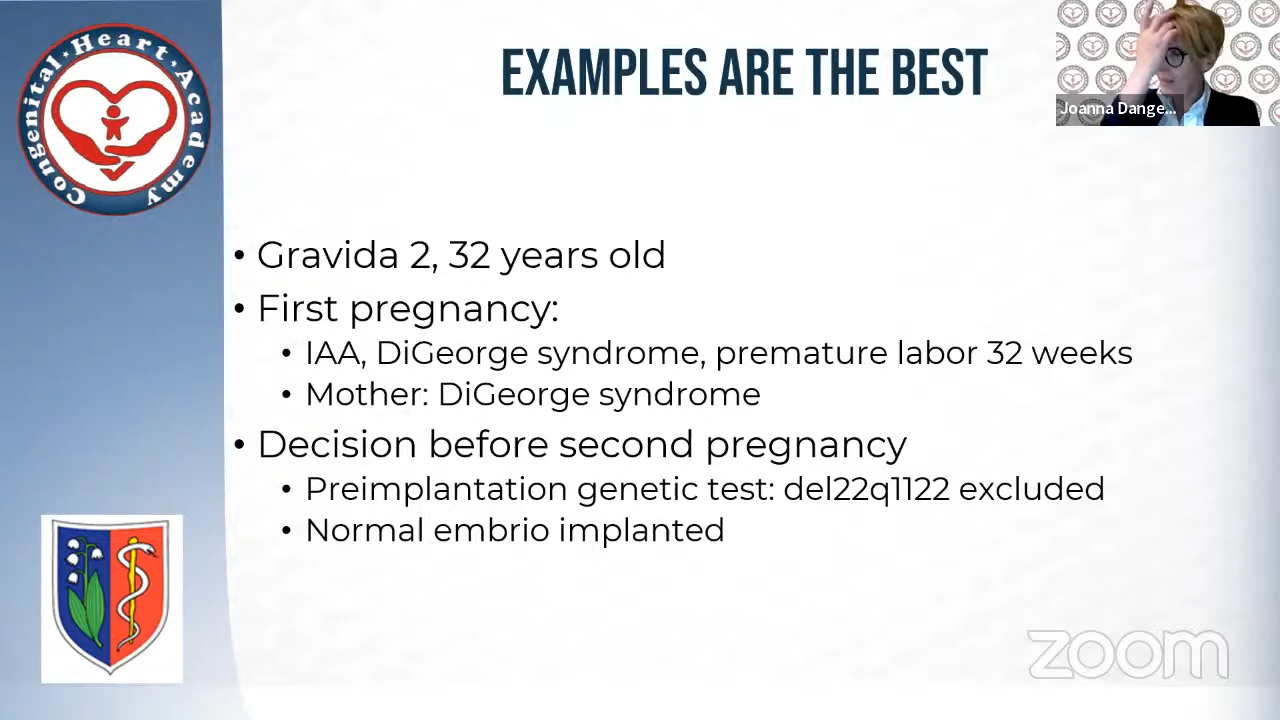 Congenital · Heart · Academy
EXAMPLES ARE THE BEST
Joanna Dange...
• Gravida 2, 32 years old
• First pregnancy:
• IAA, DiGeorge syndrome, premature labor 32 weeks
• Mother: DiGeorge syndrome
• Decision before second pregnancy
• Preimplantation genetic test: del22q1122 excluded
• Normal embrio implanted
zoom